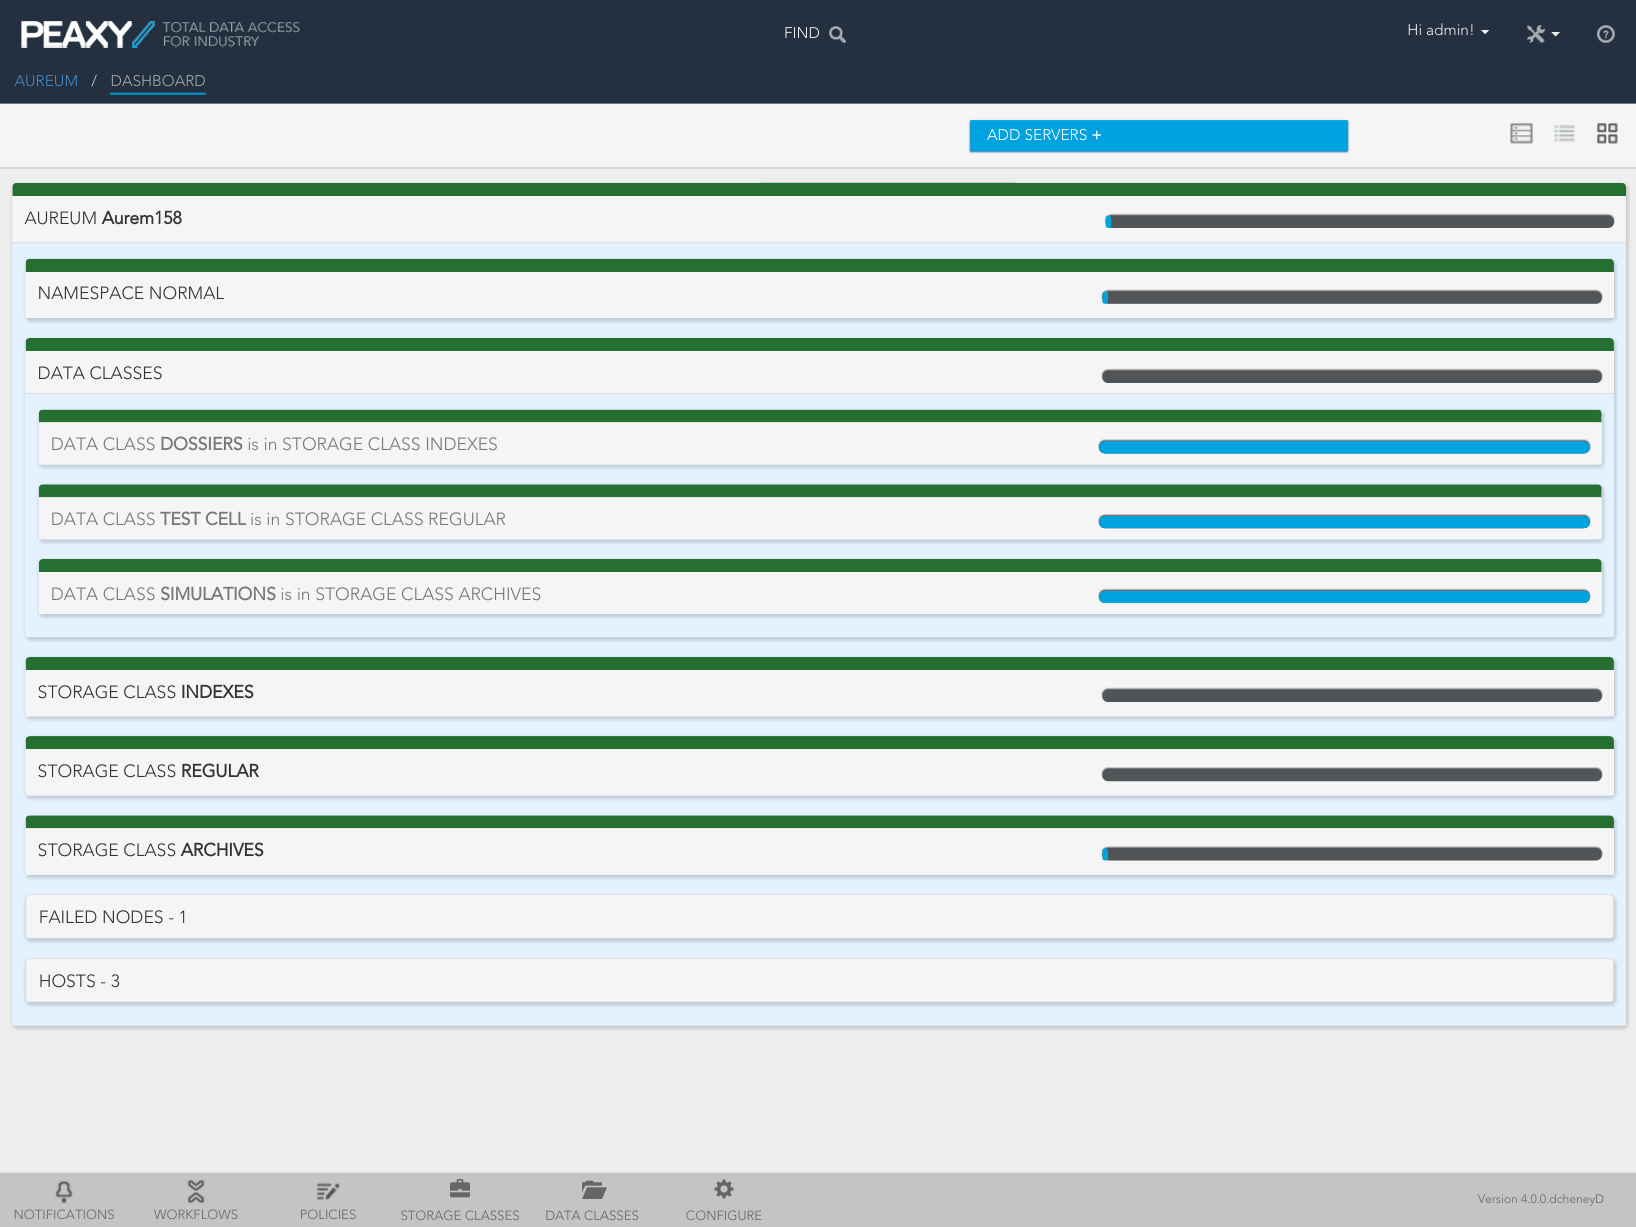 PEAXY TOTAL DATA ACCESS
FOR INDUSTRY
FIND
Hi admin!
AUREUM / DASHBOARD
ADD SERVERS +
AUREUM Aurem158
NAMESPACE NORMAL
DATA CLASSES
DATA CLASS DOSSIERS is in STORAGE CLASS INDEXES
DATA CLASS TEST CELL is in STORAGE CLASS REGULAR
DATA CLASS SIMULATIONS is in STORAGE CLASS ARCHIVES
STORAGE CLASS INDEXES
STORAGE CLASS REGULAR
STORAGE CLASS ARCHIVES
FAILED NODES - 1
HOSTS - 3
NOTIFICATIONS
WORKFLOWS
POLICIES
STORAGE CLASSES
DATA CLASSES
CONFIGURE
Version 4.0.0.dcheneyD